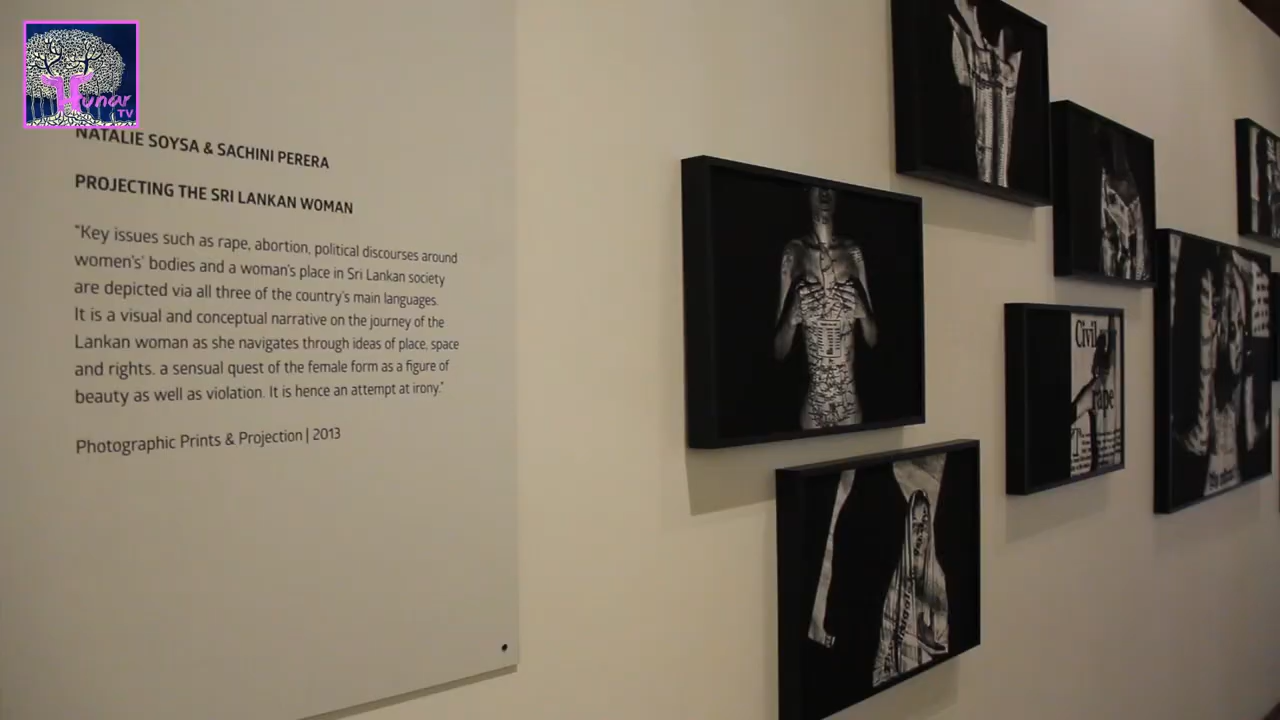 Hunar
TV
NATALIE SOYSA & SACHINI PERERA
PROJECTING THE SRI LANKAN WOMAN
"Key issues such as rape, abortion, political discourses around
women's' bodies and a woman's place in Sri Lankan society
are depicted via all three of the country's main languages.
It is a visual and conceptual narrative on the journey of the
Lankan woman as she navigates through ideas of place, space
and rights. a sensual quest of the female form as a figure of
beauty as well as violation. It is hence an attempt at irony."
Photographic Prints & Projection | 2013
Civil
rape